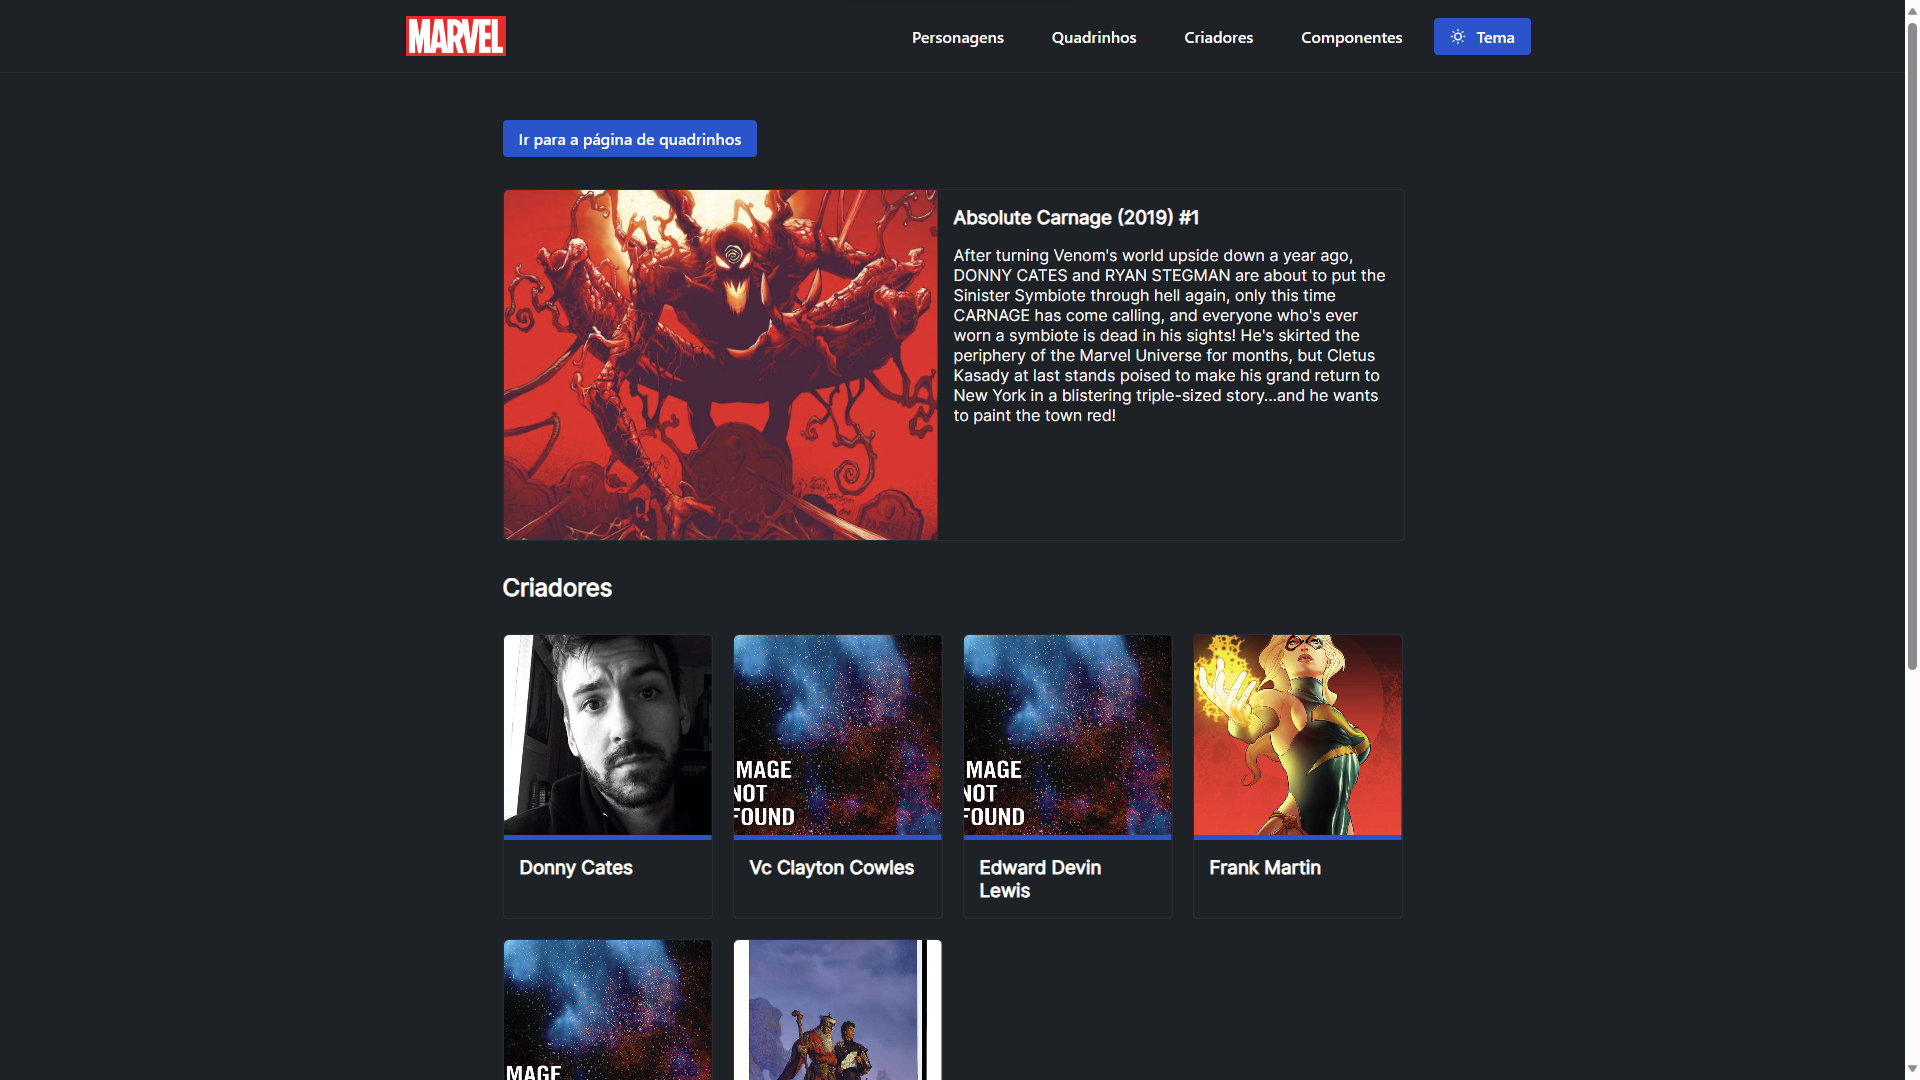 MARVEL
Personagens
Quadrinhos
Criadores
Componentes
Tema
Ir para a página de quadrinhos
Absolute Carnage (2019) #1
After turning Venom's world upside down a year ago,
DONNY CATES and RYAN STEGMAN are about to put the
Sinister Symbiote through hell again, only this time
CARNAGE has come calling, and everyone who's ever
worn a symbiote is dead in his sights! He's skirted the
periphery of the Marvel Universe for months, but Cletus
Kasady at last stands poised to make his grand return to
New York in a blistering triple-sized story...and he wants
to paint the town red!
Criadores
MAGE
NOT
FOUND
MAGE
NOT
FOUND
Donny Cates
Vc Clayton Cowles
Edward Devin
Lewis
Frank Martin
MAGE